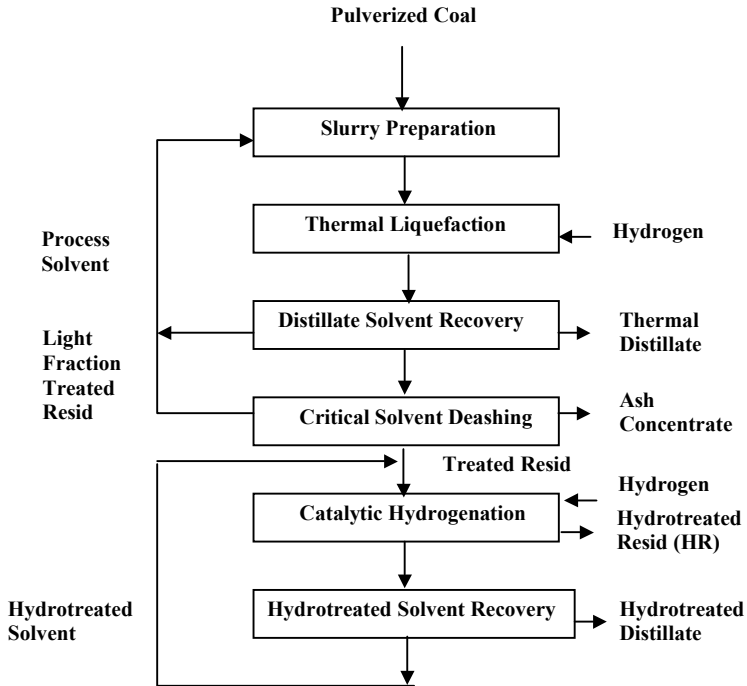 Pulverized Coal
Slurry Preparation
Thermal Liquefaction
Hydrogen
Process
Solvent
Distillate Solvent Recovery
Thermal
Distillate
Light
Fraction
Treated
Resid
Critical Solvent Deashing
Ash
Concentrate
Treated Resid
Hydrogen
Catalytic Hydrogenation
Hydrotreated
Resid (HR)
Hydrotreated
Solvent
Hydrotreated Solvent Recovery
Hydrotreated
Distillate